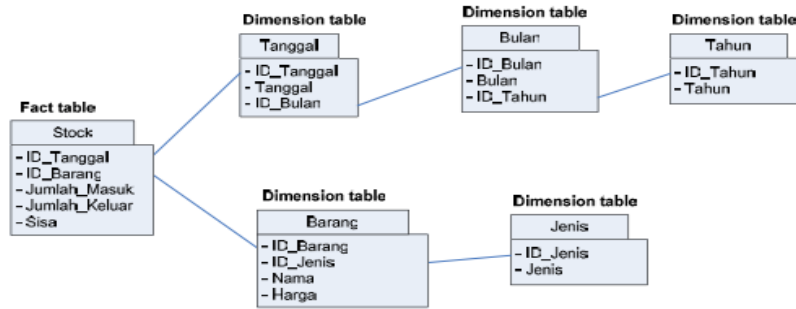 Dimension table
Tanggal
- ID_Tanggal
- Tanggal
- ID_Bulan
Dimension table
Bulan
- ID_Bulan
- Bulan
- ID_Tahun
Dimension table
Tahun
- ID_Tahun
- Tahun
Fact table
Stock
- ID_Tanggal
- ID_Barang
- Jumlah_Masuk
- Jumlah_Keluar
- Sisa
Dimension table
Barang
- ID_Barang
- ID_Jenis
- Nama
- Harga
Dimension table
Jenis
- ID_Jenis
- Jenis